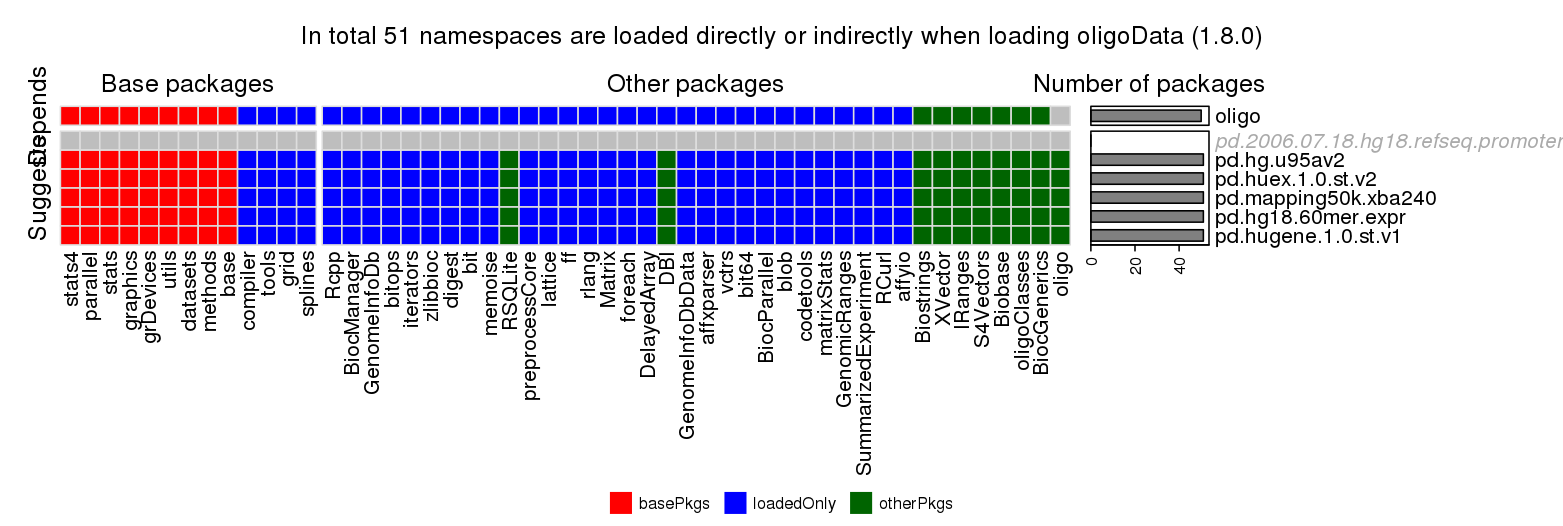 In total 51 namespaces are loaded directly or indirectly when loading oligoData (1.8.0)
Base packages
Other packages
Number of packages
Depends
Suggests
oligo
pd.2006.07.18.hg18.refseq.promoter
pd.hg.u95av2
pd.huex.1.0.st.v2
pd.mapping50k.xba240
pd.hg18.60mer.expr
pd.hugene.1.0.st.v1
0
20
40
stats4
parallel
stats
graphics
grDevices
utils
datasets
methods
base
compiler
tools
grid
splines
Rcpp
BiocManager
GenomeInfoDb
bitops
iterators
zlibbioc
digest
bit
memoise
RSQLite
preprocessCore
lattice
ff
rlang
Matrix
foreach
DelayedArray
DBI
GenomeInfoDbData
affxparser
vctrs
bit64
BiocParallel
blob
codetools
matrixStats
GenomicRanges
SummarizedExperiment
RCurl
affyio
Biostrings
XVector
IRanges
S4Vectors
Biobase
oligoClasses
BiocGenerics
oligo
basePkgs
loadedOnly
otherPkgs